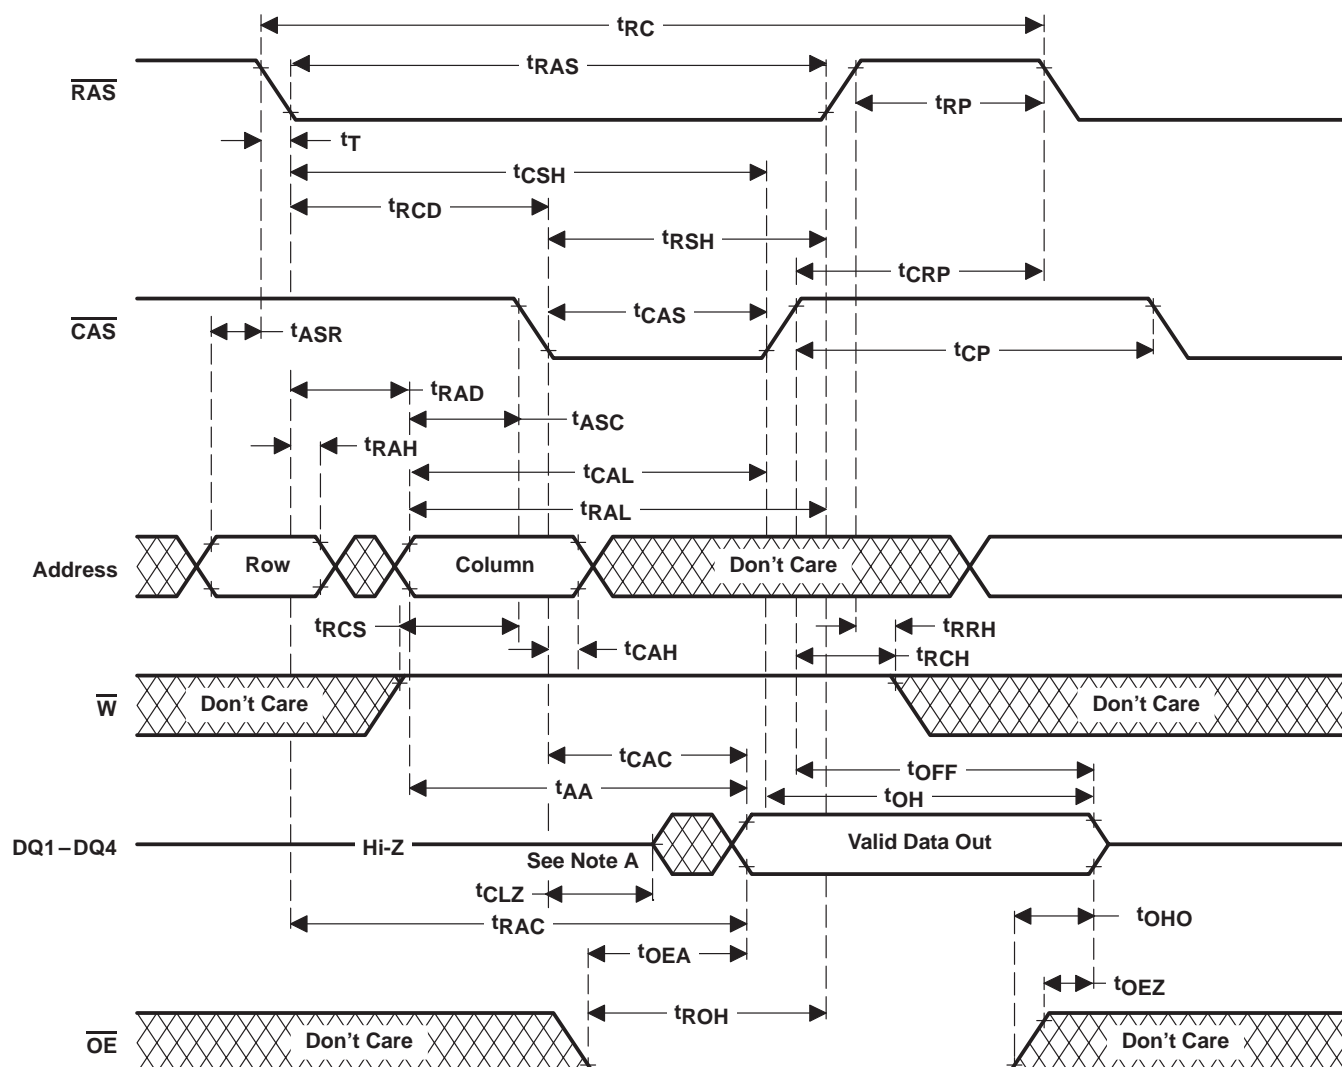 tRC
tRAS
RAS
tRP
tT
tCSH
tRCD
tRSH
tCRP
CAS
tASR
tCAS
tCP
tRAD
tASC
tRAH
tCAL
tRAL
Address
Row
Column
Don't Care
tRCS
tRRH
tCAH
tRCH
W
Don't Care
Don't Care
tCAC
tOFF
tAA
tOH
DQ1–DQ4
Hi-Z
See Note A
Valid Data Out
tCLZ
tRAC
tOHO
tOEA
tOEZ
tROH
OE
Don't Care
Don't Care